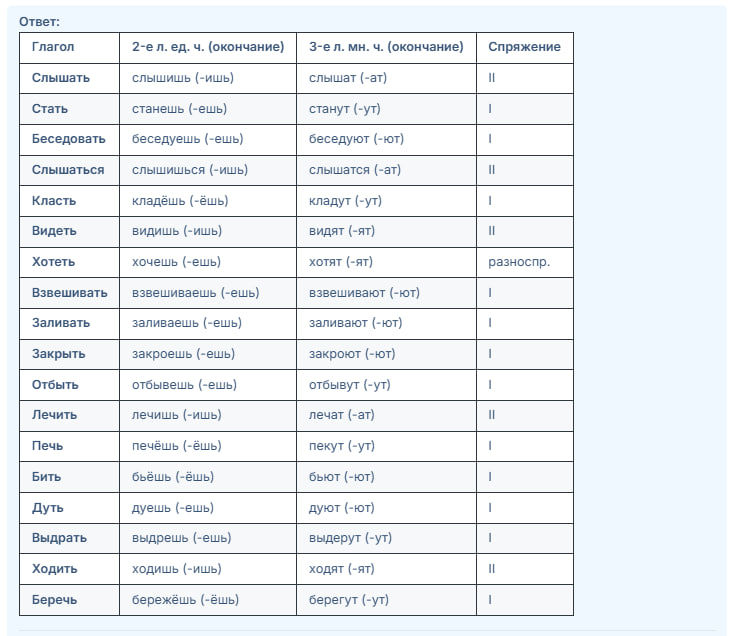 Ответ:
Глагол 2-е л. ед. ч. (окончание) 3-е л. мн. ч. (окончание) Спряжение
Слышать слышишь (-ишь) слышат (-ат) II
Стать станешь (-ешь) станут (-ут) I
Беседовать беседуешь (-ешь) беседуют (-ют) I
Слышаться слышишься (-ишь) слышатся (-ат) II
Класть кладёшь (-ёшь) кладут (-ут) I
Видеть видишь (-ишь) видят (-ят) II
Хотеть хочешь (-ешь) хотят (-ят) разноспр.
Взвешивать взвешиваешь (-ешь) взвешивают (-ют) I
Заливать заливаешь (-ешь) заливают (-ют) I
Закрыть закроешь (-ешь) закроют (-ют) I
Отбыть отбывешь (-ешь) отбывут (-ут) I
Лечить лечишь (-ишь) лечат (-ат) II
Печь печёшь (-ёшь) пекут (-ут) I
Бить бьёшь (-ёшь) бьют (-ют) I
Дуть дуешь (-ешь) дуют (-ют) I
Выдрать выдрешь (-ешь) выдерут (-ут) I
Ходить ходишь (-ишь) ходят (-ят) II
Беречь бережёшь (-ёшь) берегут (-ут) I